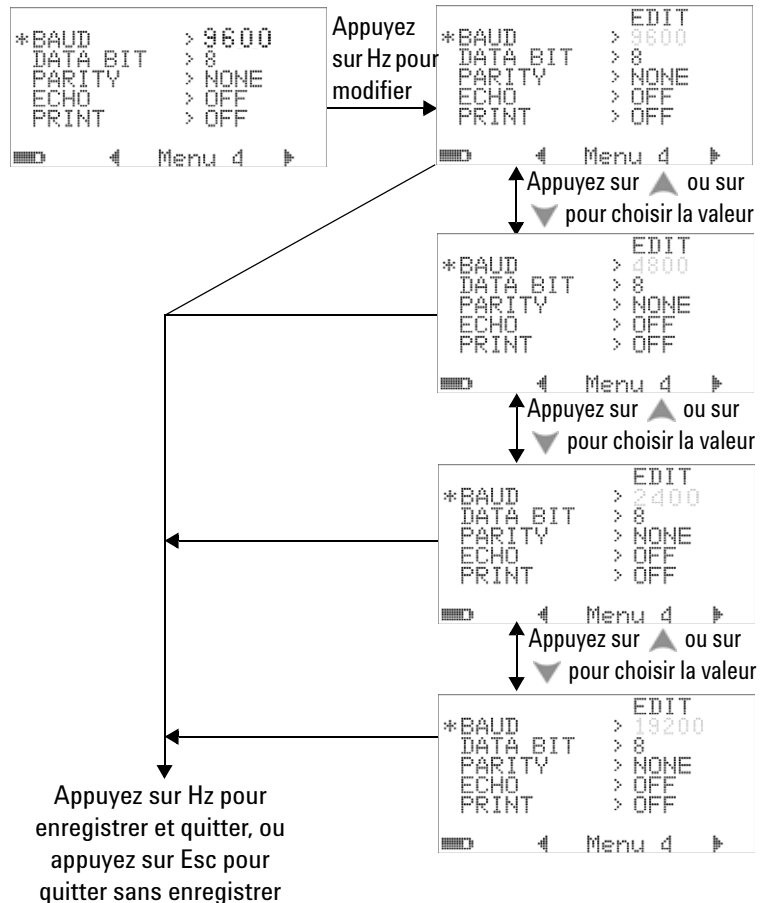 *BAUD > 9600
DATA BIT > 8
PARITY > NONE
ECHO > OFF
PRINT > OFF
Menu 4
Appuyez
sur Hz pour
modifier
EDIT
*BAUD > 9600
DATA BIT > 8
PARITY > NONE
ECHO > OFF
PRINT > OFF
Menu 4
Appuyez sur ou sur
pour choisir la valeur
EDIT
*BAUD > 4800
DATA BIT > 8
PARITY > NONE
ECHO > OFF
PRINT > OFF
Menu 4
Appuyez sur ou sur
pour choisir la valeur
EDIT
*BAUD > 2400
DATA BIT > 8
PARITY > NONE
ECHO > OFF
PRINT > OFF
Menu 4
Appuyez sur ou sur
pour choisir la valeur
EDIT
*BAUD > 19200
DATA BIT > 8
PARITY > NONE
ECHO > OFF
PRINT > OFF
Menu 4
Appuyez sur Hz pour
enregistrer et quitter, ou
appuyez sur Esc pour
quitter sans enregistrer